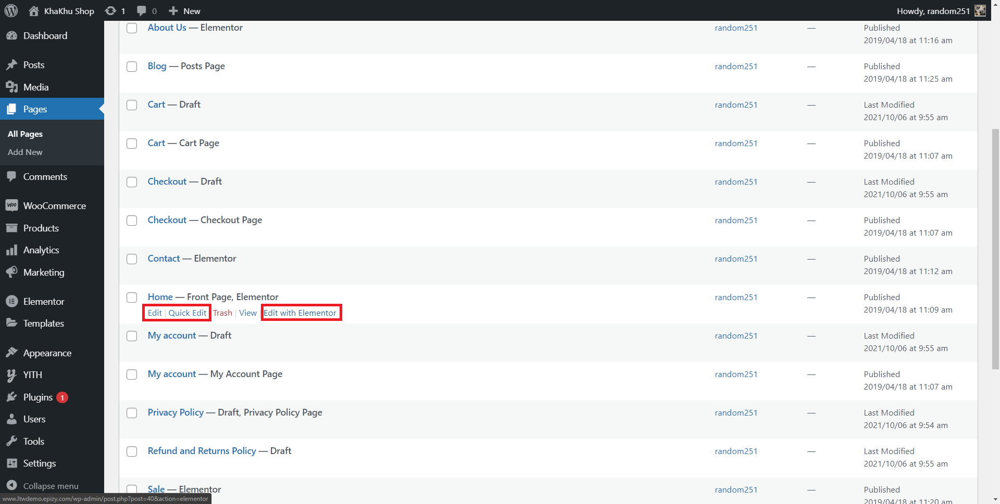 KhaKhu Shop 1 0 New Howdy, random251
Dashboard
Posts
Media
Pages
All Pages
Add New
Comments
WooCommerce
Products
Analytics
Marketing
Elementor
Templates
Appearance
YITH
Plugins 1
Users
Tools
Settings
Collapse menu
About Us — Elementor random251 — Published
2019/04/18 at 11:16 am
Blog — Posts Page random251 — Published
2019/04/18 at 11:25 am
Cart — Draft random251 — Last Modified
2021/10/06 at 9:55 am
Cart — Cart Page random251 — Published
2019/04/18 at 11:07 am
Checkout — Draft random251 — Last Modified
2021/10/06 at 9:55 am
Checkout — Checkout Page random251 — Published
2019/04/18 at 11:07 am
Contact — Elementor random251 — Published
2019/04/18 at 11:12 am
Home — Front Page, Elementor random251 — Published
Edit | Quick Edit Trash | View | Edit with Elementor 2019/04/18 at 11:09 am
My account — Draft random251 — Last Modified
2021/10/06 at 9:55 am
My account — My Account Page random251 — Published
2019/04/18 at 11:07 am
Privacy Policy — Draft, Privacy Policy Page random251 — Last Modified
2021/10/06 at 9:54 am
Refund and Returns Policy — Draft random251 — Last Modified
2021/10/06 at 9:55 am
Sale — Elementor random251 — Published
2019/04/18 at 11:20 am
www.ltwdemo.epizy.com/wp-admin/post.php?post=40&action=elementor